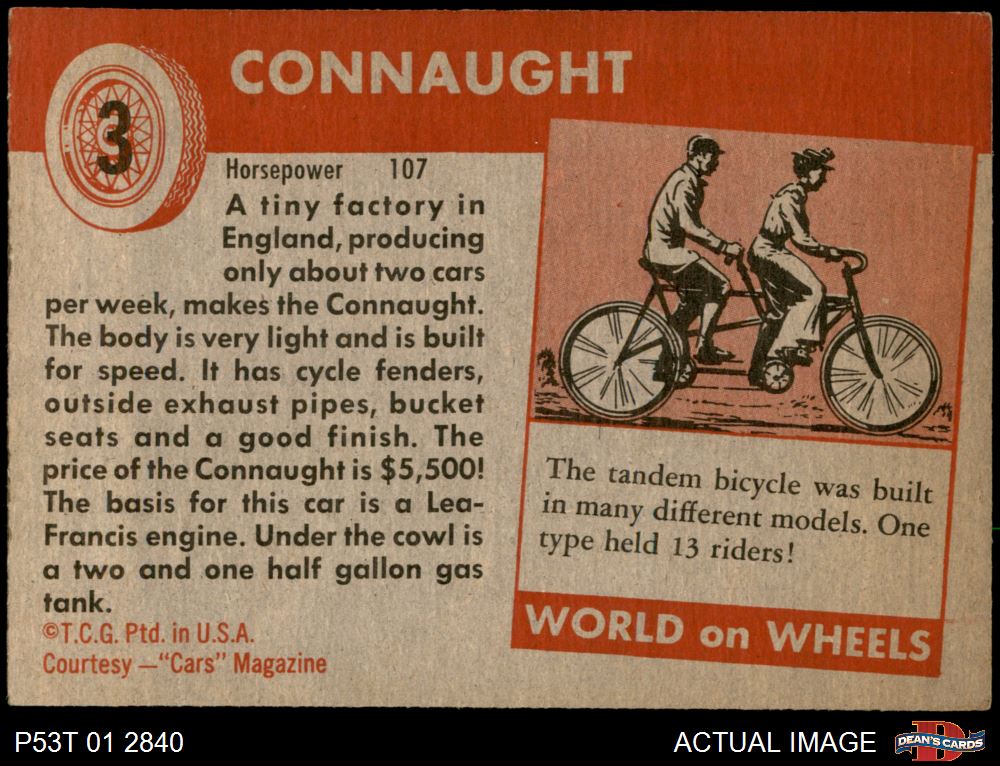 3
CONNAUGHT
Horsepower 107
A tiny factory in
England, producing
only about two cars
per week, makes the Connaught.
The body is very light and is built
for speed. It has cycle fenders,
outside exhaust pipes, bucket
seats and a good finish. The
price of the Connaught is $5,500!
The basis for this car is a Lea-
Francis engine. Under the cowl is
a two and one half gallon gas
tank.
©T.C.G. Ptd. in U.S.A.
Courtesy —"Cars" Magazine
The tandem bicycle was built
in many different models. One
type held 13 riders!
WORLD on WHEELS
P53T 01 2840
ACTUAL IMAGE
DEAN'S CARDS